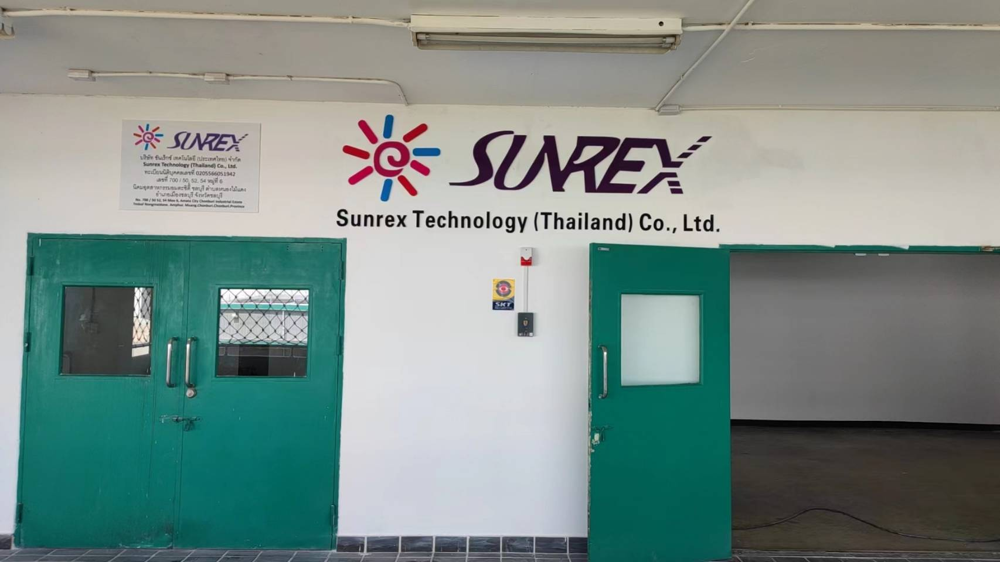 SUNREX
บริษัท ซันเร็กซ์ เทคโนโลยี (ประเทศไทย) จำกัด
Sunrex Technology (Thailand) Co., Ltd.
ทะเบียนนิติบุคคลเลขที่ 0205566051942
เลขที่ 700 / 50, 52, 54 หมู่ที่ 6
นิคมอุตสาหกรรมอมตะซิตี้ ชลบุรี ตำบลหนองไม้แดง
อำเภอเมืองชลบุรี จังหวัดชลบุรี
No. 700 / 50 52, 54 Moo 6, Amata City Chonburi Industrial Estate
Tmbol Nongmaidane, Amphur. Muang.Chonburi.Chonburi.Province
SUNREX
Sunrex Technology (Thailand) Co., Ltd.
SKT